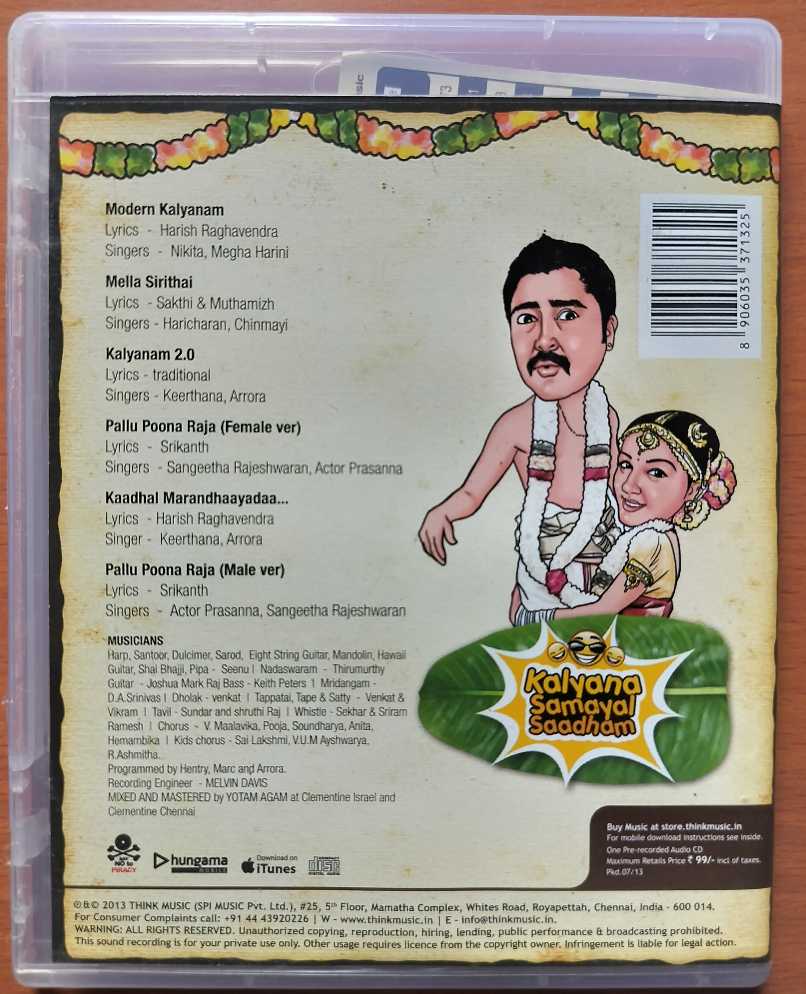 Modern Kalyanam
Lyrics - Harish Raghavendra
Singers - Nikita, Megha Harini
Mella Sirithai
Lyrics - Sakthi & Muthamizh
Singers - Haricharan, Chinmayi
Kalyanam 2.0
Lyrics - traditional
Singers - Keerthana, Arrora
Pallu Poona Raja (Female ver)
Lyrics - Srikanth
Singers - Sangeetha Rajeshwaran, Actor Prasanna
Kaadhal Marandhaayadaa...
Lyrics - Harish Raghavendra
Singer - Keerthana, Arrora
Pallu Poona Raja (Male ver)
Lyrics - Srikanth
Singers - Actor Prasanna, Sangeetha Rajeshwaran
MUSICIANS
Harp, Santoor, Dulcimer, Sarod, Eight String Guitar, Mandolin, Hawaii
Guitar, Shai Bhajji, Pipa - Seenu | Nadaswaram - Thirumurthy
Guitar - Joshua Mark Raj Bass - Keith Peters 1 Mridangam -
D.A.Srinivas | Dholak - venkat | Tappatai, Tape & Satty - Venkat &
Vikram | Tavil - Sundar and shruthi Raj | Whistle - Sekhar & Sriram
Ramesh | Chorus - V. Maalavika, Pooja, Soundharya, Anita,
Hemambika | Kids chorus - Sai Lakshmi, V.U.M Ayshwarya,
R.Ashmitha.
Programmed by Hentry, Marc and Arrora.
Recording Engineer - MELVIN DAVIS
MIXED AND MASTERED by YOTAM AGAM at Clementine Israel and
Clementine Chennai
8 906035 371325
Kalyana
Samayal
Saadham
SAY
NO to
PIRACY
hungama
MOBILE
Download on
iTunes
COMPACT
disc
DIGITAL AUDIO
Buy Music at store.thinkmusic.in
For mobile download instructions see inside.
One Pre-recorded Audio CD
Maximum Retails Price ₹ 99/- incl of taxes.
Pkd.07/13
℗&© 2013 THINK MUSIC (SPI MUSIC Pvt. Ltd.), #25, 5th Floor, Mamatha Complex, Whites Road, Royapettah, Chennai, India - 600 014.
For Consumer Complaints call: +91 44 43920226 | W - www.thinkmusic.in | E - info@thinkmusic.in.
WARNING: ALL RIGHTS RESERVED. Unauthorized copying, reproduction, hiring, lending, public performance & broadcasting prohibited.
This sound recording is for your private use only. Other usage requires licence from the copyright owner. Infringement is liable for legal action.